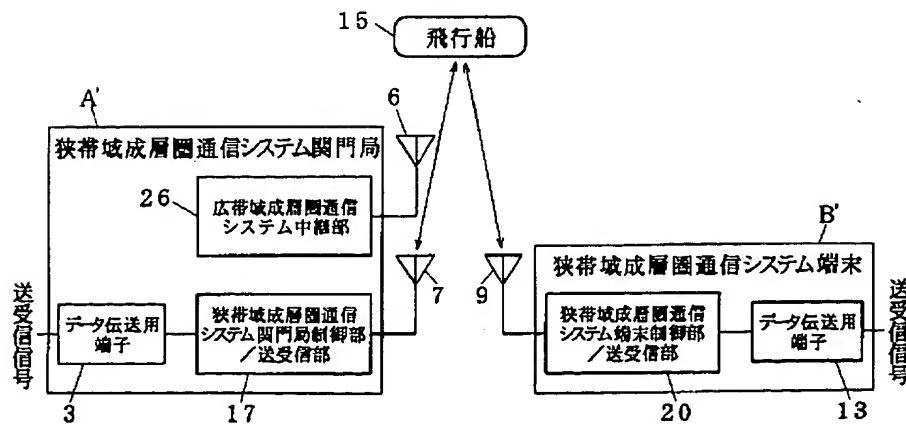 15
飛行船
A'
6
狭帯域成層圏通信システム関門局
26
広帯域成層圏通信
システム中継部
B'
7
9
狭帯域成層圏通信システム端末
送受信信号
データ伝送用
端子
狭帯域成層圏通信
システム関門局制御部
/送受信部
狭帯域成層圏通信
システム端末制御部
/送受信部
データ伝送用
端子
送受信信号
3
17
20
13